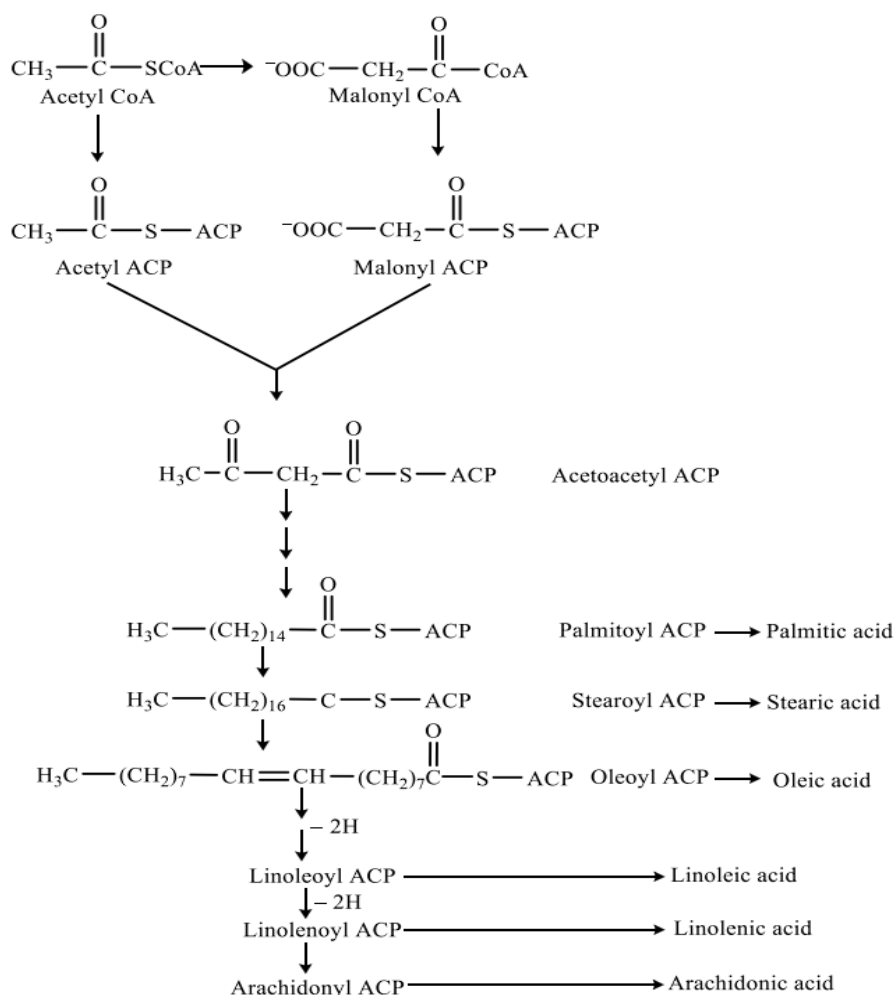 CH₃—C(=O)—SCoA → ⁻OOC—CH₂—C(=O)—CoA
Acetyl CoA Malonyl CoA
CH₃—C(=O)—S—ACP ⁻OOC—CH₂—C(=O)—S—ACP
Acetyl ACP Malonyl ACP
H₃C—C(=O)—CH₂—C(=O)—S—ACP Acetoacetyl ACP
H₃C—(CH₂)₁₄—C(=O)—S—ACP Palmitoyl ACP → Palmitic acid
H₃C—(CH₂)₁₆—C—S—ACP Stearoyl ACP → Stearic acid
H₃C—(CH₂)₇—CH=CH—(CH₂)₇C(=O)—S—ACP Oleoyl ACP → Oleic acid
– 2H
Linoleoyl ACP → Linoleic acid
– 2H
Linolenoyl ACP → Linolenic acid
Arachidonyl ACP → Arachidonic acid